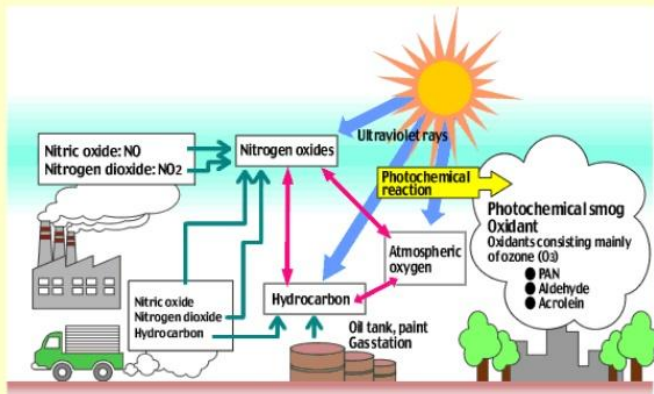 Ultraviolet rays
Nitric oxide: NO
Nitrogen dioxide: NO2
Nitrogen oxides
Photochemical
reaction
Photochemical smog
Oxidant
Oxidants consisting mainly
of ozone (O3)
● PAN
● Aldehyde
● Acrolein
Atmospheric
oxygen
Nitric oxide
Nitrogen dioxide
Hydrocarbon
Hydrocarbon
Oil tank, paint
Gas station